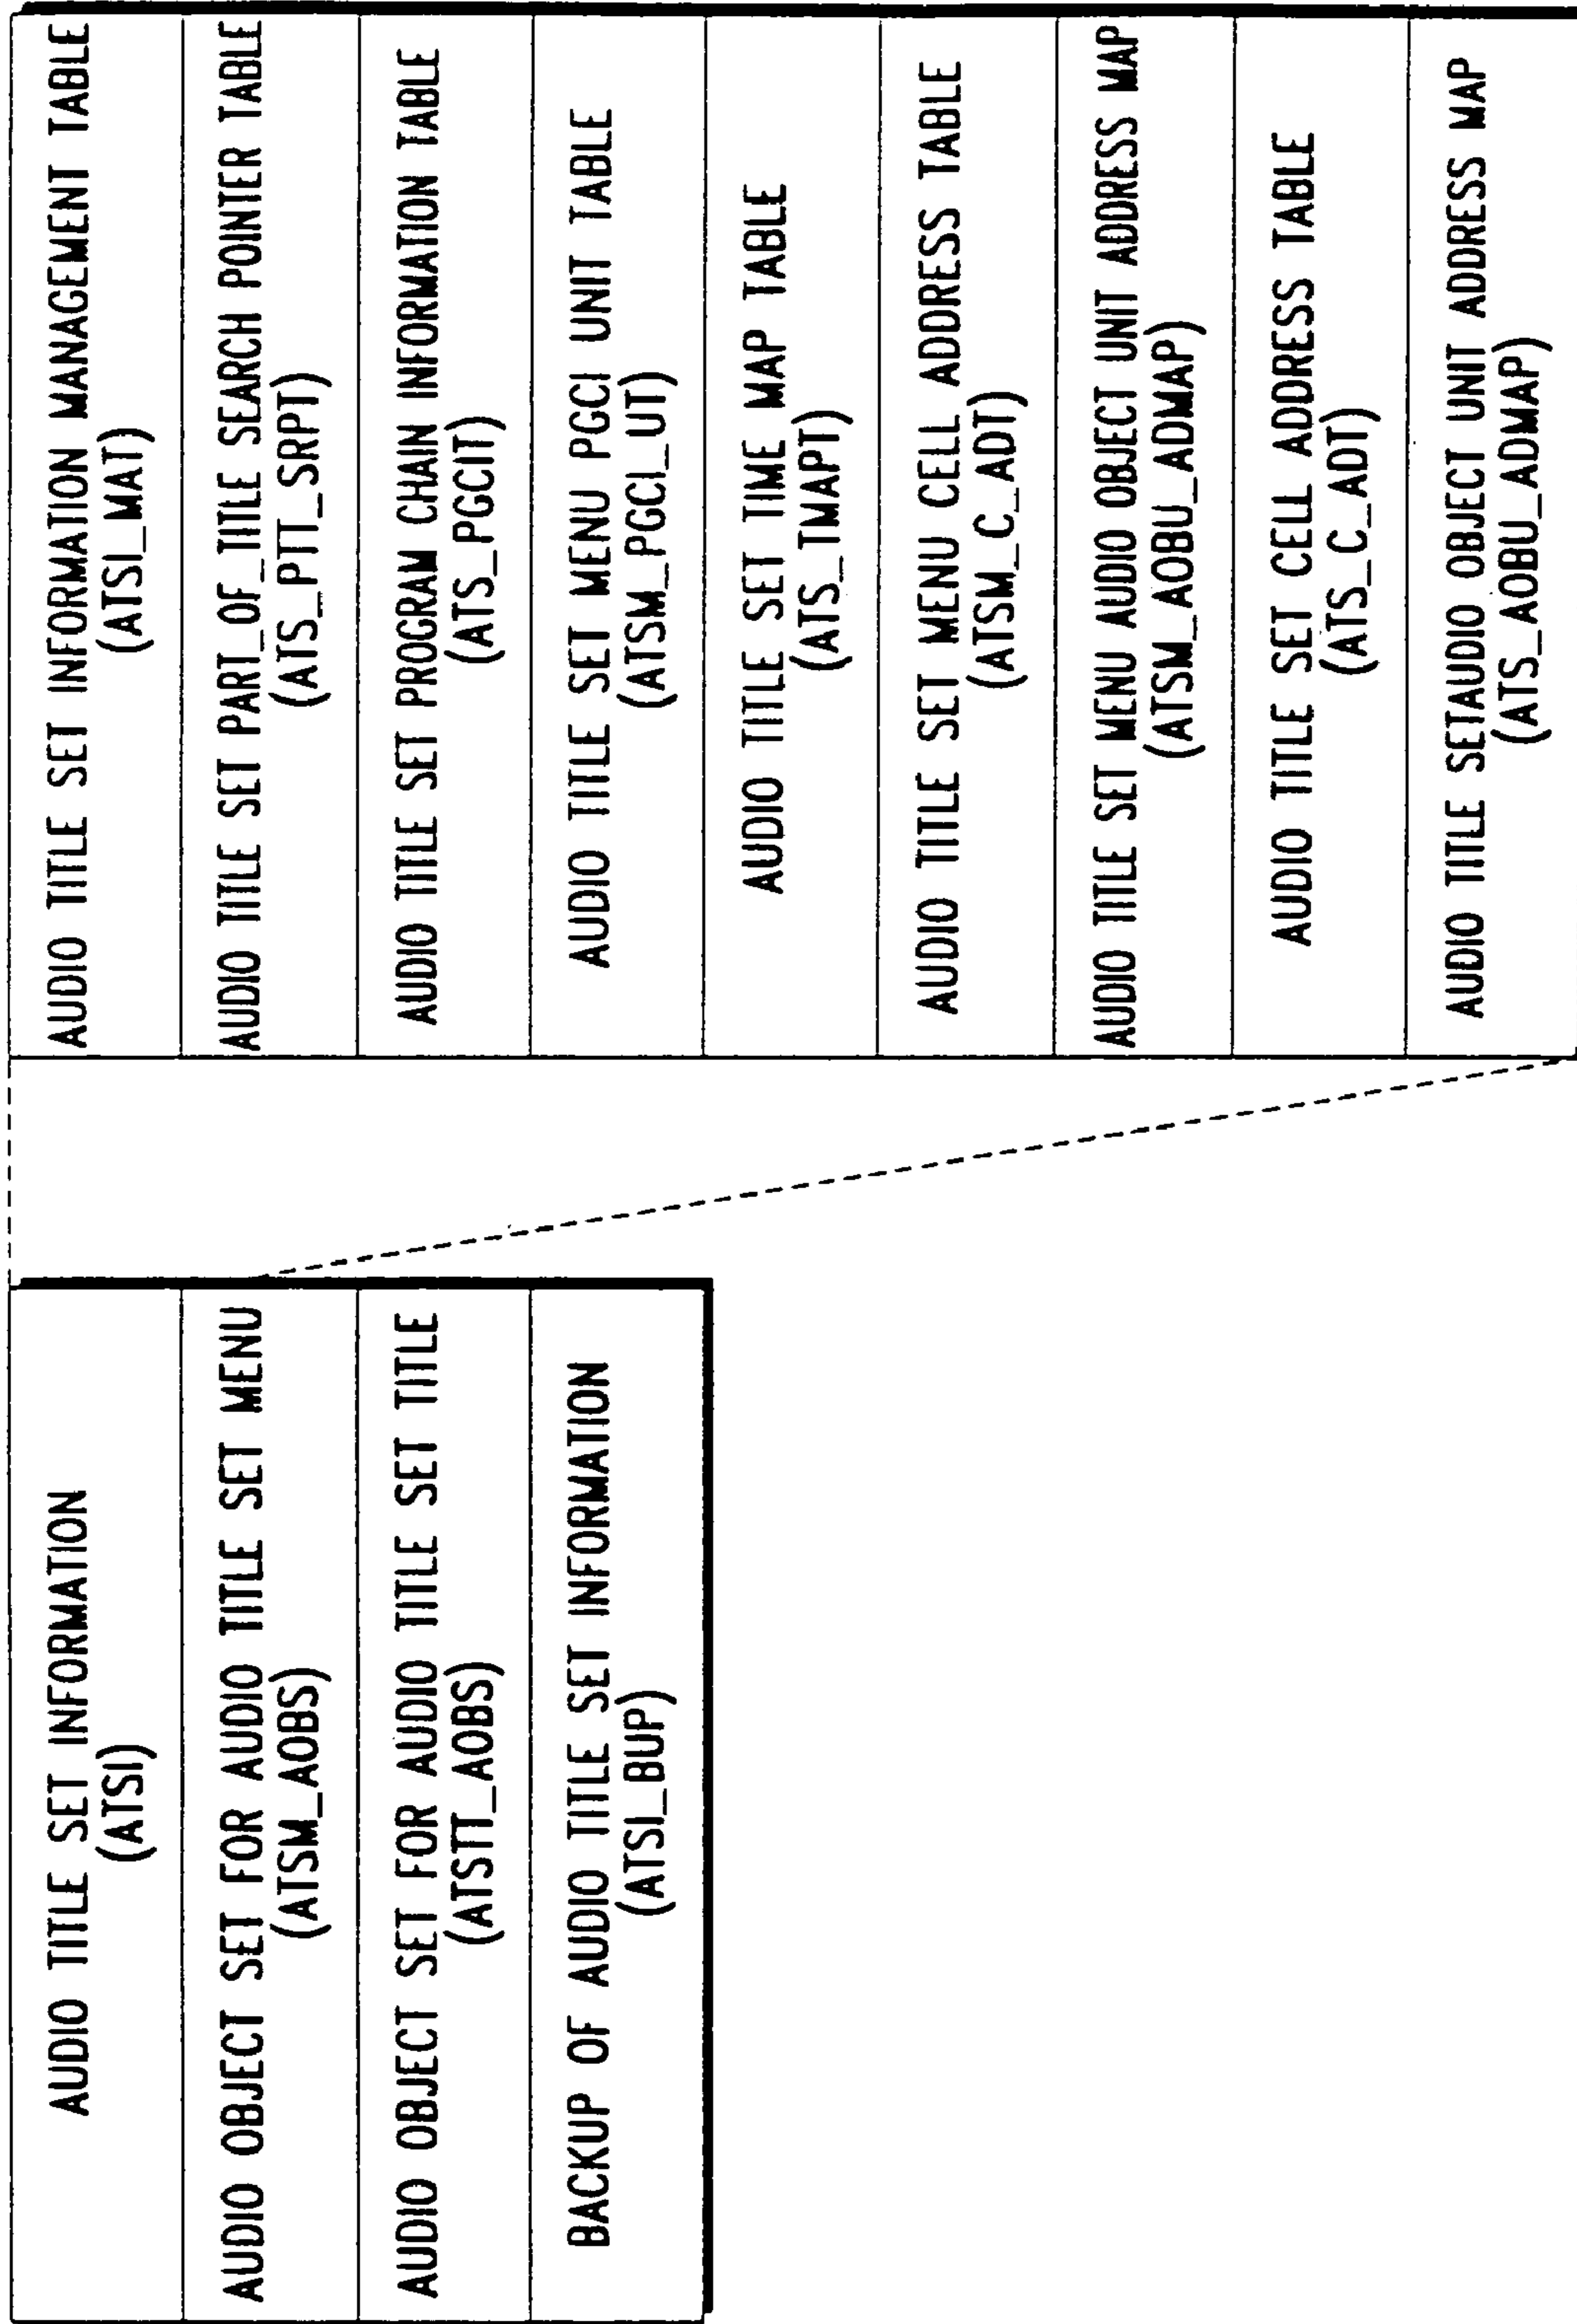 AUDIO TITLE SET INFORMATION
(ATSI)
AUDIO OBJECT SET FOR AUDIO TITLE SET MENU
(ATSM_AOBS)
AUDIO OBJECT SET FOR AUDIO TITLE SET TITLE
(ATSTT_AOBS)
BACKUP OF AUDIO TITLE SET INFORMATION
(ATSI_BUP)
AUDIO TITLE SET INFORMATION MANAGEMENT TABLE
(ATSI_MAT)
AUDIO TITLE SET PART_OF_TITLE SEARCH POINTER TABLE
(ATS_PTT_SRPT)
AUDIO TITLE SET PROGRAM CHAIN INFORMATION TABLE
(ATS_PGCIT)
AUDIO TITLE SET MENU PGCI UNIT TABLE
(ATSM_PGCI_UT)
AUDIO TITLE SET TIME MAP TABLE
(ATS_TMAPT)
AUDIO TITLE SET MENU CELL ADDRESS TABLE
(ATSM_C_ADT)
AUDIO TITLE SET MENU AUDIO OBJECT UNIT ADDRESS MAP
(ATSM_AOBU_ADMAP)
AUDIO TITLE SET CELL ADDRESS TABLE
(ATS_C_ADT)
AUDIO TITLE SETAUDIO OBJECT UNIT ADDRESS MAP
(ATS_AOBU_ADMAP)